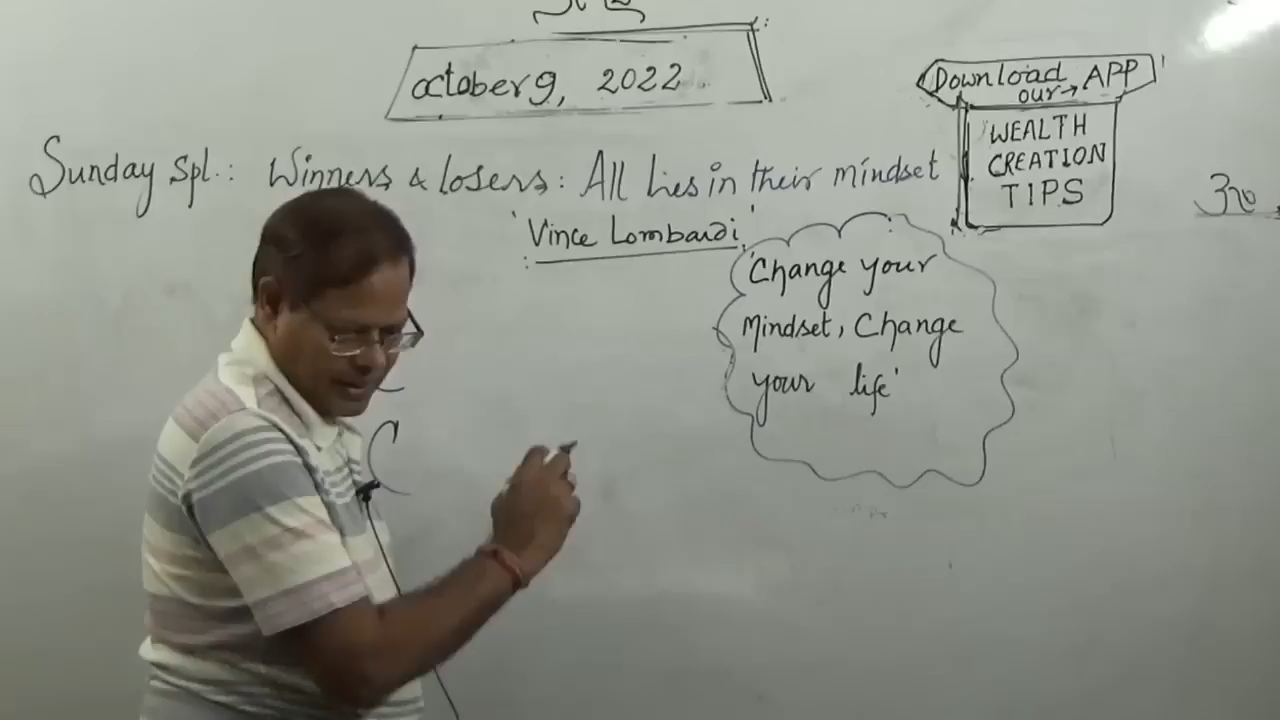 october 9, 2022
Download
our→ APP
WEALTH
CREATION
TIPS
Sunday Spl.: Winners & losers: All lies in their mindset
'Vince Lombardi'
'Change your
Mindset, Change
your life'